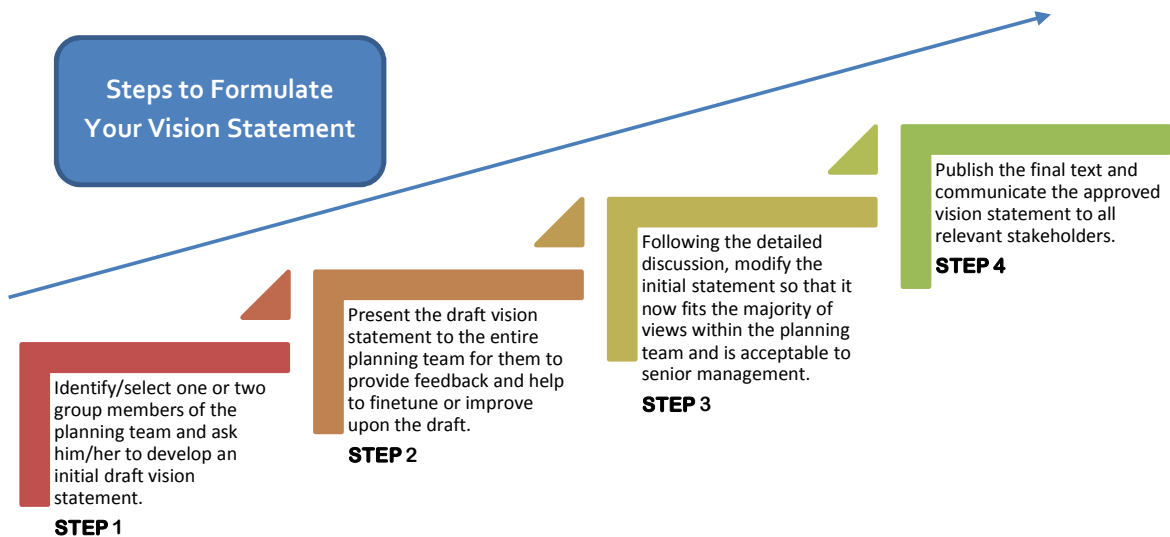 Steps to Formulate
Your Vision Statement
Identify/select one or two
group members of the
planning team and ask
him/her to develop an
initial draft vision
statement.
STEP 1
Present the draft vision
statement to the entire
planning team for them to
provide feedback and help
to finetune or improve
upon the draft.
STEP 2
Following the detailed
discussion, modify the
initial statement so that it
now fits the majority of
views within the planning
team and is acceptable to
senior management.
STEP 3
Publish the final text and
communicate the approved
vision statement to all
relevant stakeholders.
STEP 4